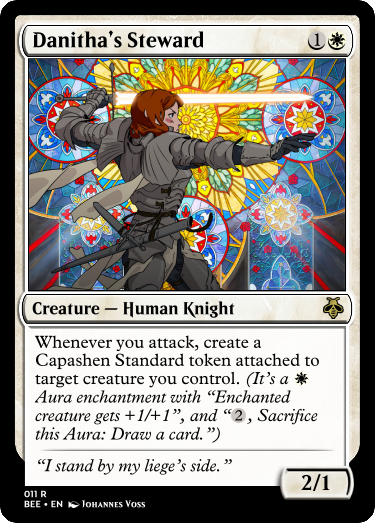 Danitha's Steward 1
Creature — Human Knight
Whenever you attack, create a
Capashen Standard token attached to
target creature you control. (It's a
Aura enchantment with “Enchanted
creature gets +1/+1”, and “2, Sacrifice
this Aura: Draw a card.”)
“I stand by my liege's side.”
2/1
011 R
BEE • EN Johannes Voss